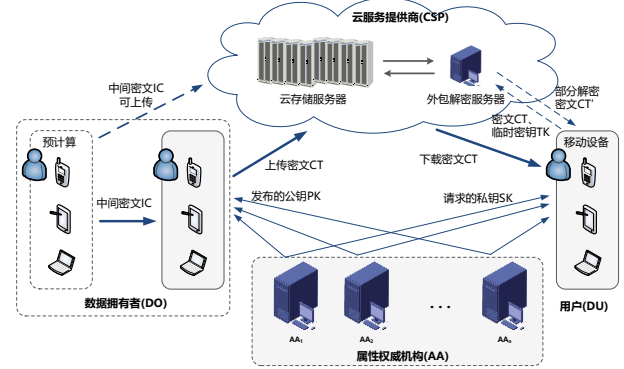 云服务提供商(CSP)
中间密文IC
可上传
云存储服务器
外包解密服务器
部分解密
密文CT'
密文CT、
临时密钥TK
预计算
移动设备
上传密文CT
下载密文CT
中间密文IC
发布的公钥PK
请求的私钥SK
数据拥有者(DO)
用户(DU)
...
AA₁
AA₂
AAₙ
属性权威机构(AA)